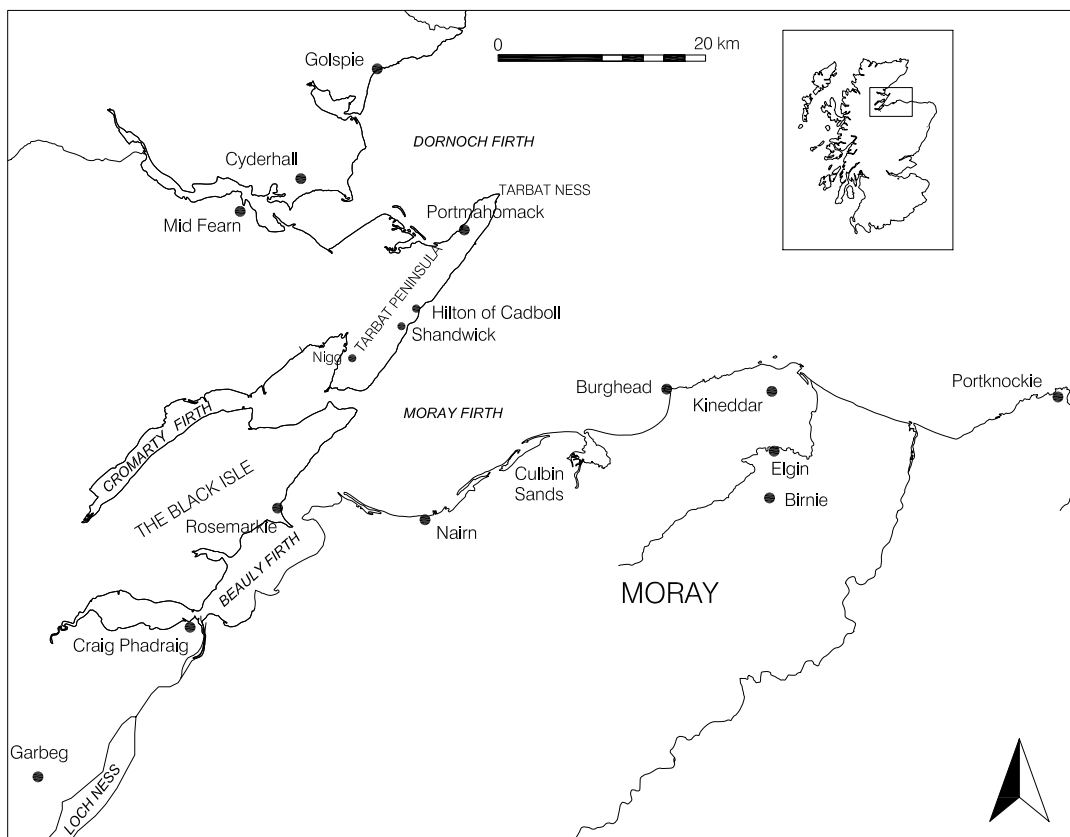 0
20 km
Golspie
DORNOCH FIRTH
Cyderhall
TARBAT NESS
Mid Fearn
Portmahomack
TARBAT PENINSULA
Hilton of Cadboll
Shandwick
Nigg
Burghead
Kineddar
Portknockie
CROMARTY FIRTH
MORAY FIRTH
THE BLACK ISLE
Culbin
Sands
Elgin
Birnie
Rosemarkie
Nairn
BEAULY FIRTH
MORAY
Craig Phadraig
Garbeg
LOCH NESS